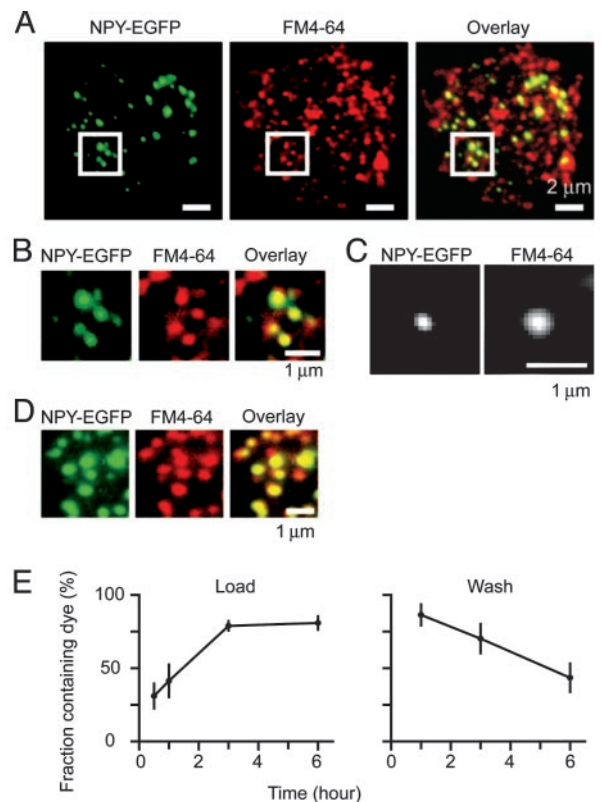 A
NPY-EGFP FM4-64 Overlay
2 μm
B
NPY-EGFP FM4-64 Overlay
1 μm
C
NPY-EGFP FM4-64
1 μm
D
NPY-EGFP FM4-64 Overlay
1 μm
E
Load Wash
Fraction containing dye (%)
100
50
0
0 2 4 6 0 2 4 6
Time (hour)